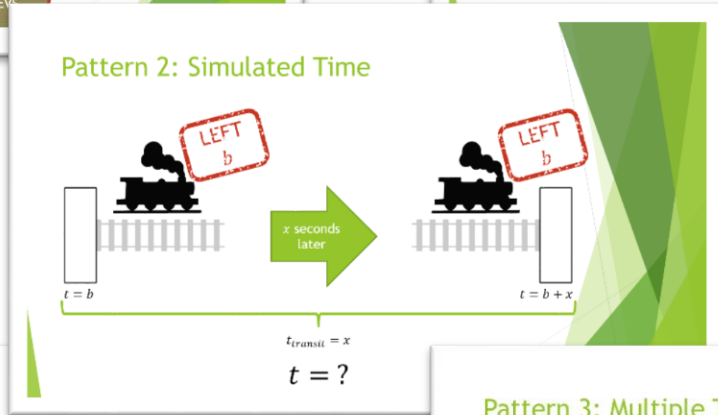 Pattern 2: Simulated Time
LEFT
b
LEFT
b
x seconds
later
t = b
t = b + x
t_transit = x
t = ?
Pattern 3: Multiple